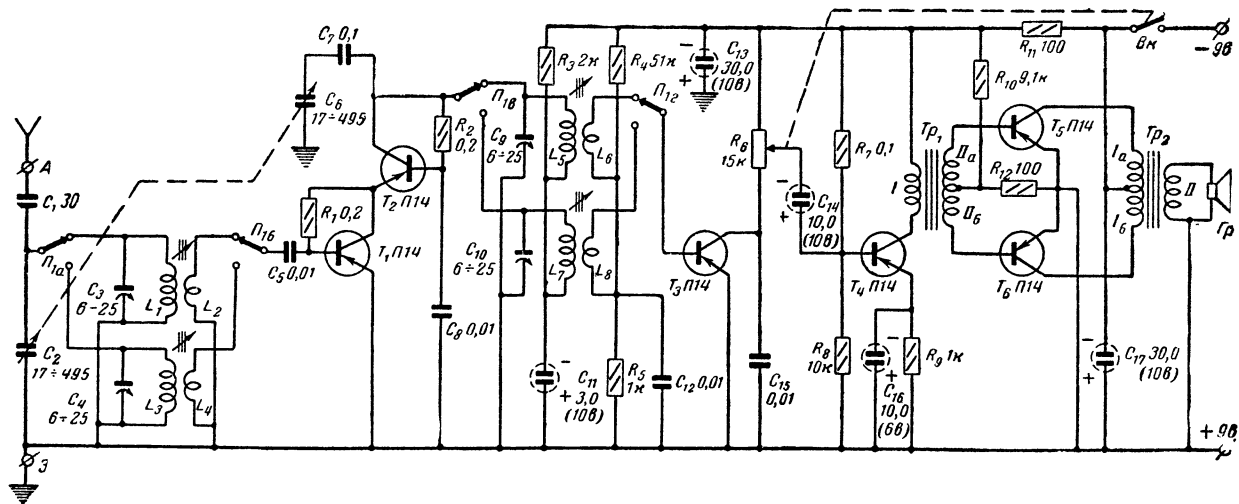 C₇ 0,1
C₆
17÷495
А
C₁ 30
П₁ₐ
C₃
6÷25
L₁
L₂
П₁б
C₅ 0,01
R₁ 0,2
T₁ П14
T₂ П14
R₂
0,2
C₈ 0,01
C₂
17÷495
C₄
6÷25
L₃
L₄
З
П₁в
C₉
6÷25
L₅
L₆
C₁₀
6÷25
L₇
L₈
R₃ 2к
R₄ 51к
П₁г
C₁₁
3,0
(10в)
R₅
1к
C₁₂ 0,01
C₁₃
30,0
(10в)
R₆
15к
T₃ П14
C₁₅
0,01
C₁₄
10,0
(10в)
R₇ 0,1
R₈
10к
T₄ П14
C₁₆
10,0
(6в)
R₉ 1к
I
Тр₁
IIа
IIб
R₁₀ 9,1к
R₁₁ 100
R₁₂ 100
Вк
− 9в
T₅ П14
T₆ П14
Iа
Iб
Тр₂
II
Гр
C₁₇ 30,0
(10в)
+ 9в